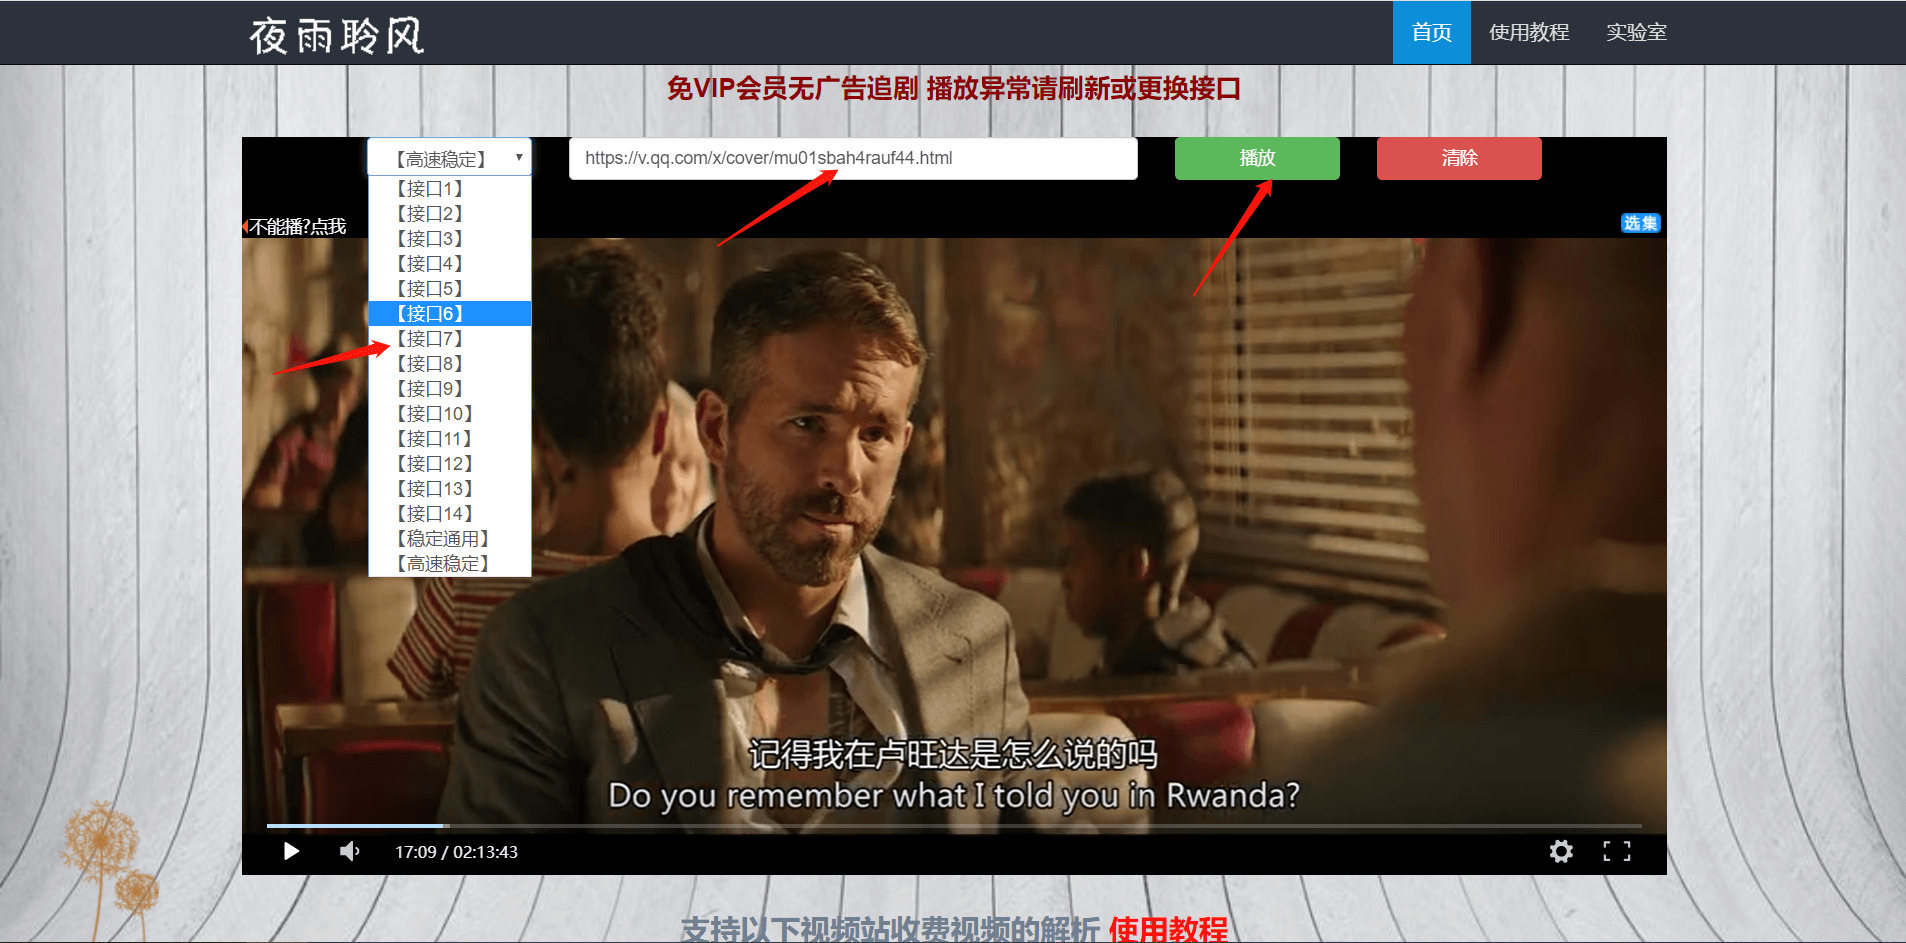 夜雨聆风
首页 使用教程 实验室
免VIP会员无广告追剧 播放异常请刷新或更换接口
【高速稳定】
https://v.qq.com/x/cover/mu01sbah4rauf44.html
播放
清除
【接口1】
【接口2】
不能播?点我
选集
【接口3】
【接口4】
【接口5】
【接口6】
【接口7】
【接口8】
【接口9】
【接口10】
【接口11】
【接口12】
【接口13】
【接口14】
【稳定通用】
【高速稳定】
记得我在卢旺达是怎么说的吗
Do you remember what I told you in Rwanda?
17:09 / 02:13:43
支持以下视频站收费视频的解析 使用教程